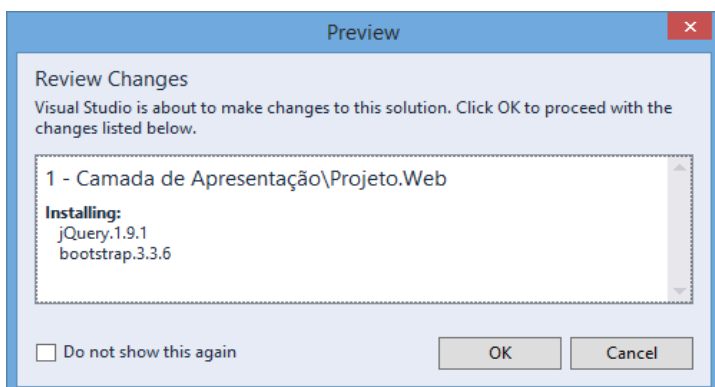 Preview
Review Changes
Visual Studio is about to make changes to this solution. Click OK to proceed with the
changes listed below.
1 - Camada de Apresentação\Projeto.Web
Installing:
jQuery.1.9.1
bootstrap.3.3.6
Do not show this again
OK
Cancel